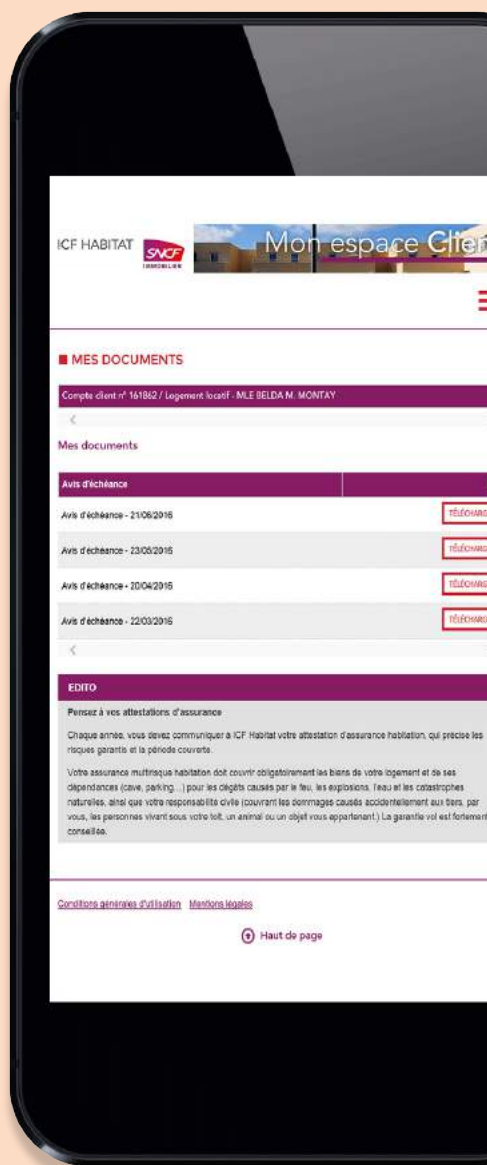 ICF HABITAT
SNCF
IMMOBILIER
Mon espace Clien
MES DOCUMENTS
Compte client n° 161862 / Logement locatif - MLE BELDA M. MONTAY
Mes documents
Avis d'échéance
Avis d'échéance - 21/06/2016
TÉLÉCHARG
Avis d'échéance - 23/05/2016
TÉLÉCHARG
Avis d'échéance - 20/04/2016
TÉLÉCHARG
Avis d'échéance - 22/03/2016
TÉLÉCHARG
EDITO
Pensez à vos attestations d'assurance
Chaque année, vous devez communiquer à ICF Habitat votre attestation d'assurance habitation, qui précise les
risques garantis et la période couverte.
Votre assurance multirisque habitation doit couvrir obligatoirement les biens de votre logement et de ses
dépendances (cave, parking...) pour les dégâts causés par le feu, les explosions, l'eau et les catastrophes
naturelles, ainsi que votre responsabilité civile (couvrant les dommages causés accidentellement aux tiers, par
vous, les personnes vivant sous votre toit, un animal ou un objet vous appartenant.) La garantie vol est fortement
conseillée.
Conditions générales d'utilisation Mentions légales
Haut de page